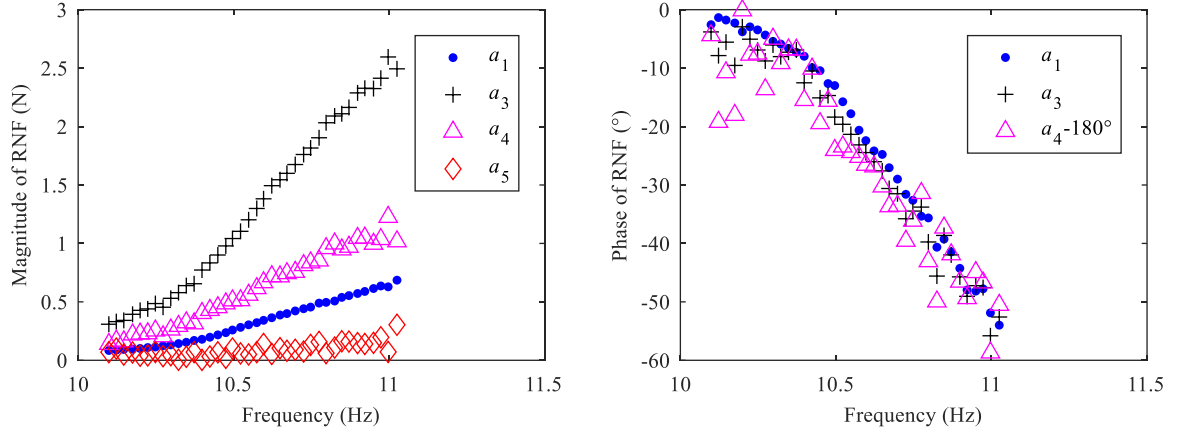 3
2.5
2
1.5
1
0.5
0
10
10.5
11
11.5
Frequency (Hz)
Magnitude of RNF (N)
a1
a3
a4
a5
0
-10
-20
-30
-40
-50
-60
10
10.5
11
11.5
Frequency (Hz)
Phase of RNF (°)
a1
a3
a4-180°